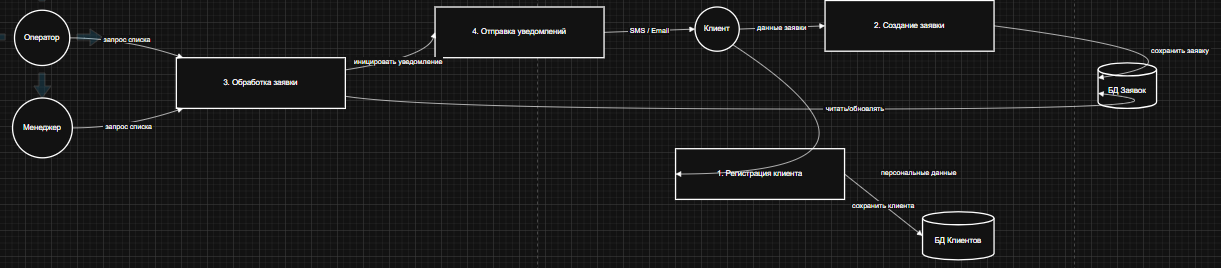 Оператор
запрос списка
4. Отправка уведомлений
SMS / Email
Клиент
данные заявки
2. Создание заявки
сохранить заявку
иницировать уведомление
3. Обработка заявки
БД Заявок
читать/обновлять
Менеджер
запрос списка
1. Регистрация клиента
персональные данные
сохранить клиента
БД Клиентов